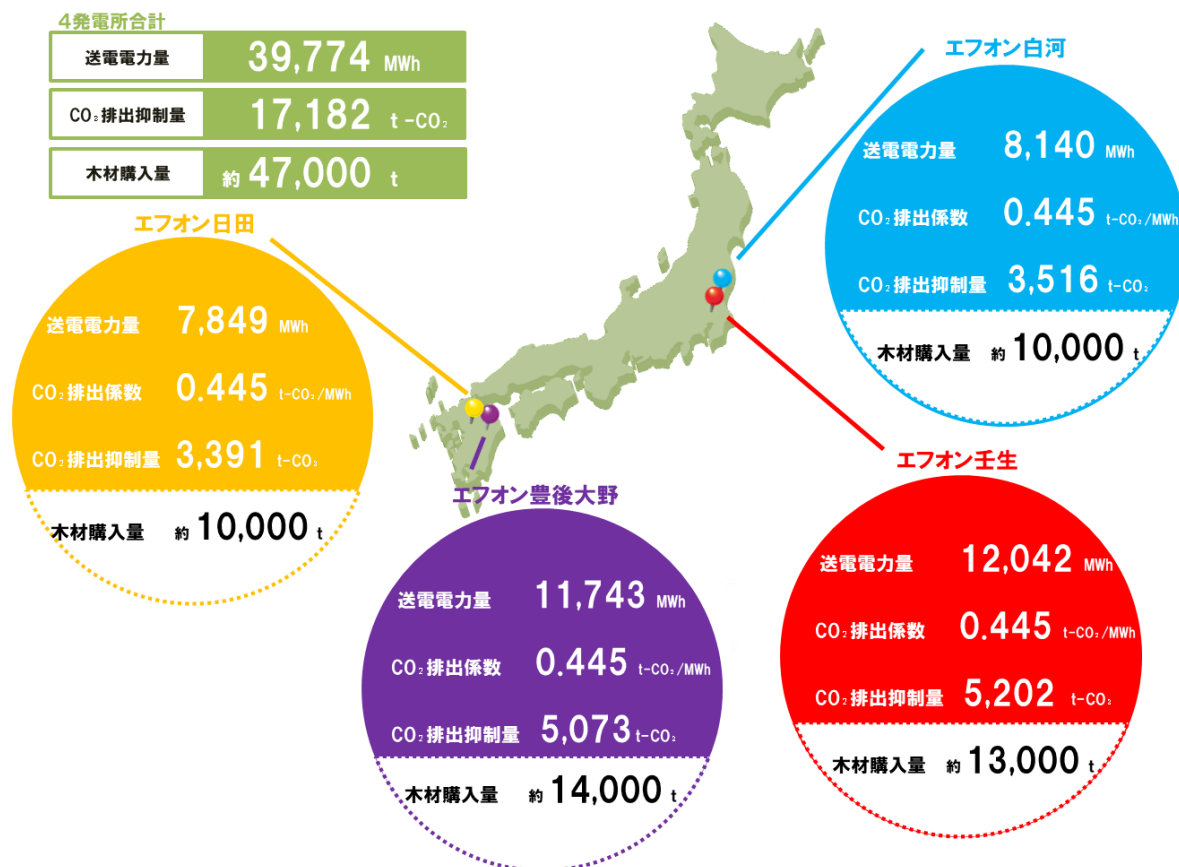 4発電所合計
送電電力量 39,774 MWh
CO₂排出抑制量 17,182 t-CO₂
木材購入量 約 47,000 t
エフオン白河
送電電力量 8,140 MWh
CO₂排出係数 0.445 t-CO₂/MWh
CO₂排出抑制量 3,516 t-CO₂
木材購入量 約 10,000 t
エフオン日田
送電電力量 7,849 MWh
CO₂排出係数 0.445 t-CO₂/MWh
CO₂排出抑制量 3,391 t-CO₂
木材購入量 約 10,000 t
エフオン豊後大野
送電電力量 11,743 MWh
CO₂排出係数 0.445 t-CO₂/MWh
CO₂排出抑制量 5,073 t-CO₂
木材購入量 約 14,000 t
エフオン壬生
送電電力量 12,042 MWh
CO₂排出係数 0.445 t-CO₂/MWh
CO₂排出抑制量 5,202 t-CO₂
木材購入量 約 13,000 t